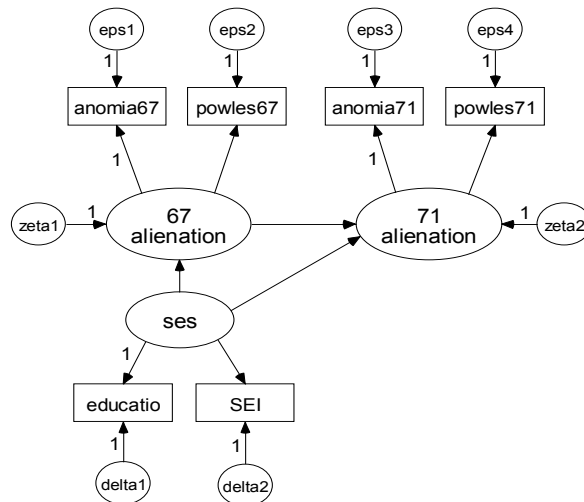 eps1 eps2 eps3 eps4
1 1 1 1
anomia67 powles67 anomia71 powles71
1 1
zeta1 1 67 alienation 71 alienation 1 zeta2
ses
1
educatio SEI
1 1
delta1 delta2